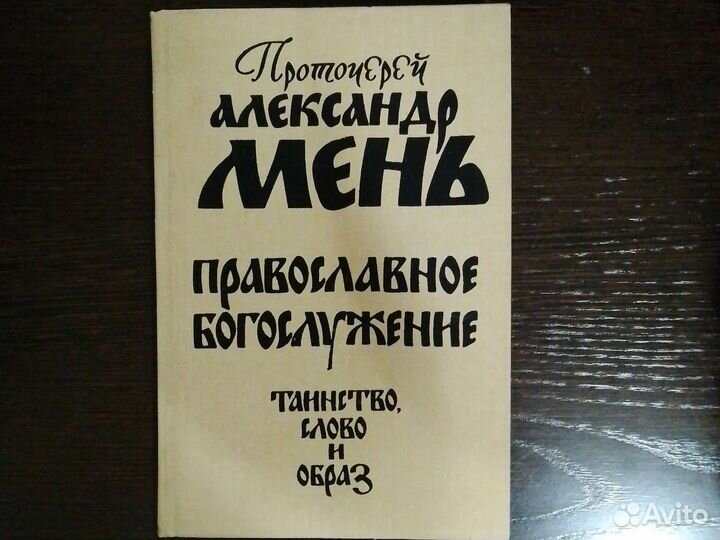 Протоиерей
АЛЕКСАНДР
МЕНЬ
ПРАВОСЛАВНОЕ
БОГОСЛУЖЕНИЕ
ТАИНСТВО,
СЛОВО
И
ОБРАЗ
Avito